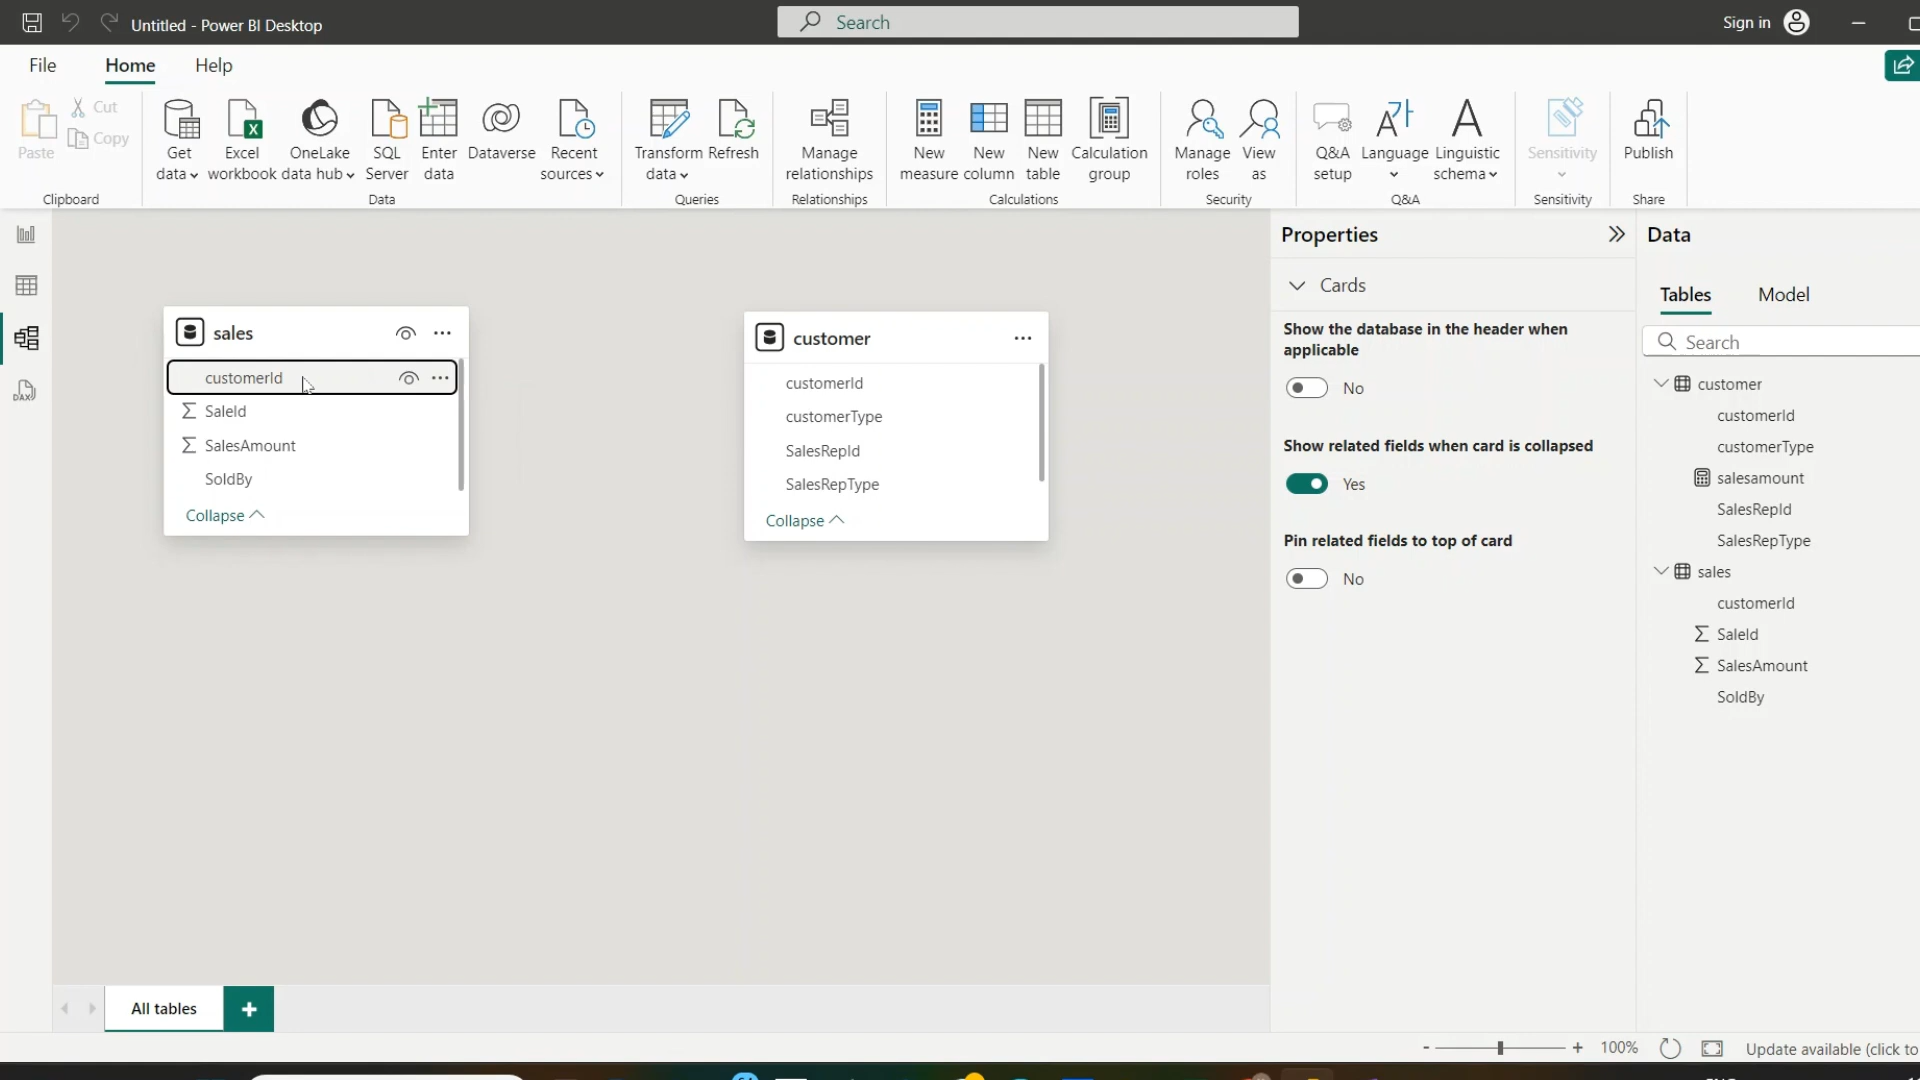 Untitled - Power BI Desktop
Search
Sign in
File
Home
Help
Paste
Cut
Copy
Clipboard
Get data
Excel workbook
OneLake data hub
SQL Server
Enter data
Dataverse
Recent sources
Data
Transform data
Refresh
Queries
Manage relationships
Relationships
New measure
New column
New table
Calculation group
Calculations
Manage roles
View as
Security
Q&A setup
Language
Linguistic schema
Q&A
Sensitivity
Sensitivity
Publish
Share
DAX
sales
customerId
SaleId
SalesAmount
SoldBy
Collapse
customer
customerId
customerType
SalesRepId
SalesRepType
Collapse
Properties
Cards
Show the database in the header when
applicable
No
Show related fields when card is collapsed
Yes
Pin related fields to top of card
No
Data
Tables
Model
Search
customer
customerId
customerType
salesamount
SalesRepId
SalesRepType
sales
customerId
SaleId
SalesAmount
SoldBy
All tables
100%
Update available (click to